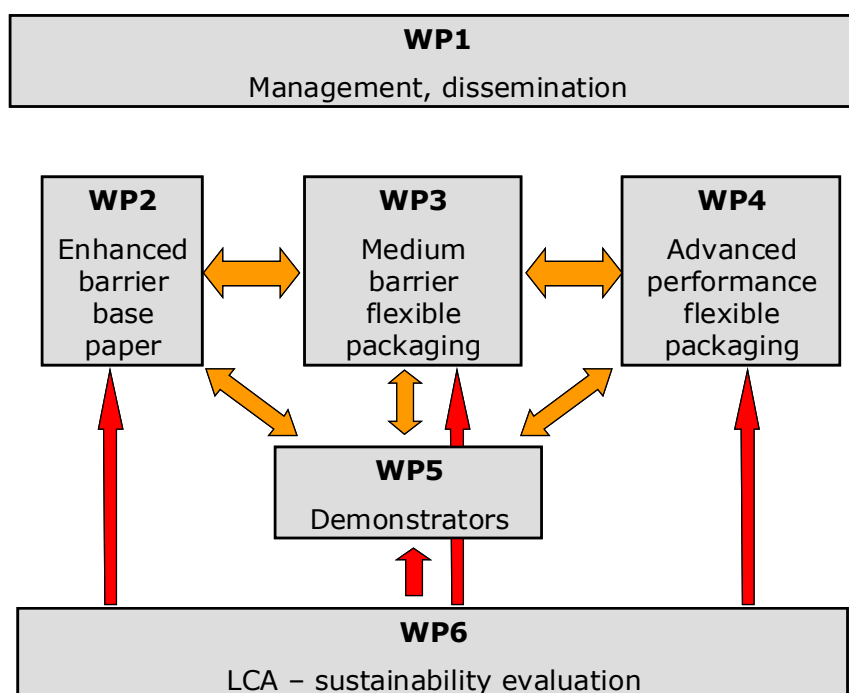 WP1
Management, dissemination
WP2
Enhanced
barrier
base
paper
WP3
Medium
barrier
flexible
packaging
WP4
Advanced
performance
flexible
packaging
WP5
Demonstrators
WP6
LCA – sustainability evaluation